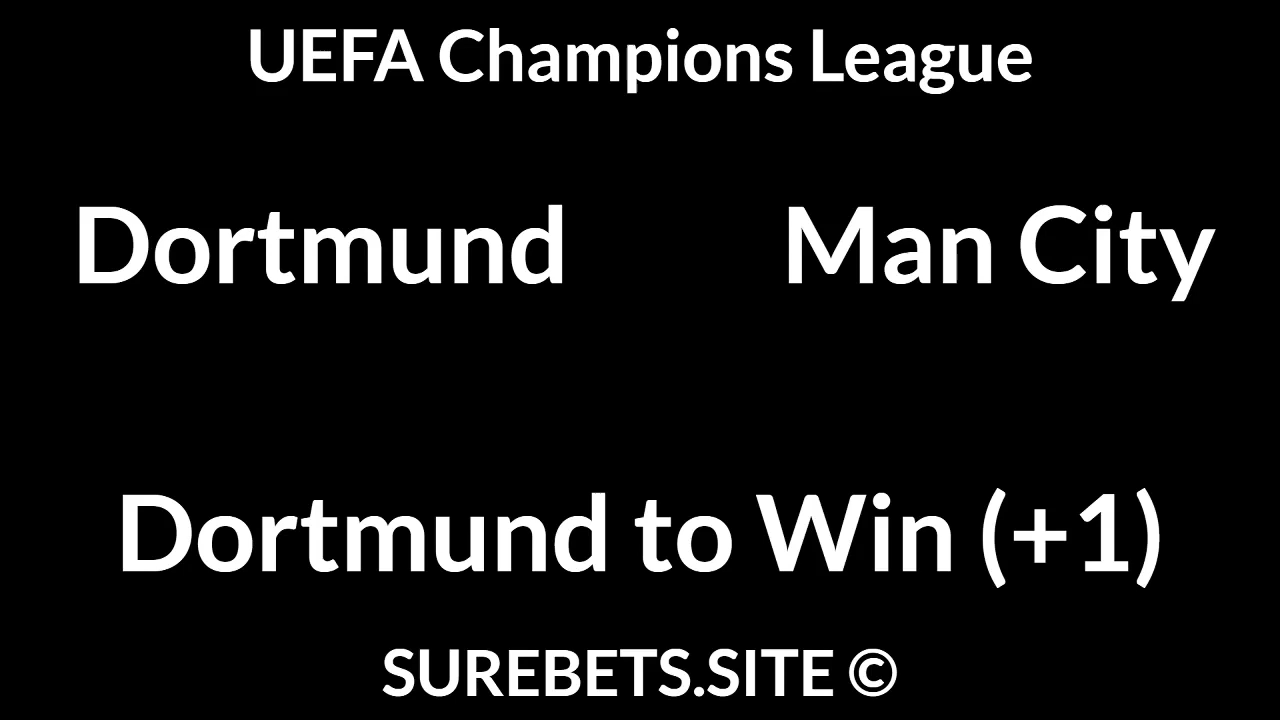 UEFA Champions League
Dortmund Man City
Dortmund to Win (+1)
SUREBETS.SITE ©